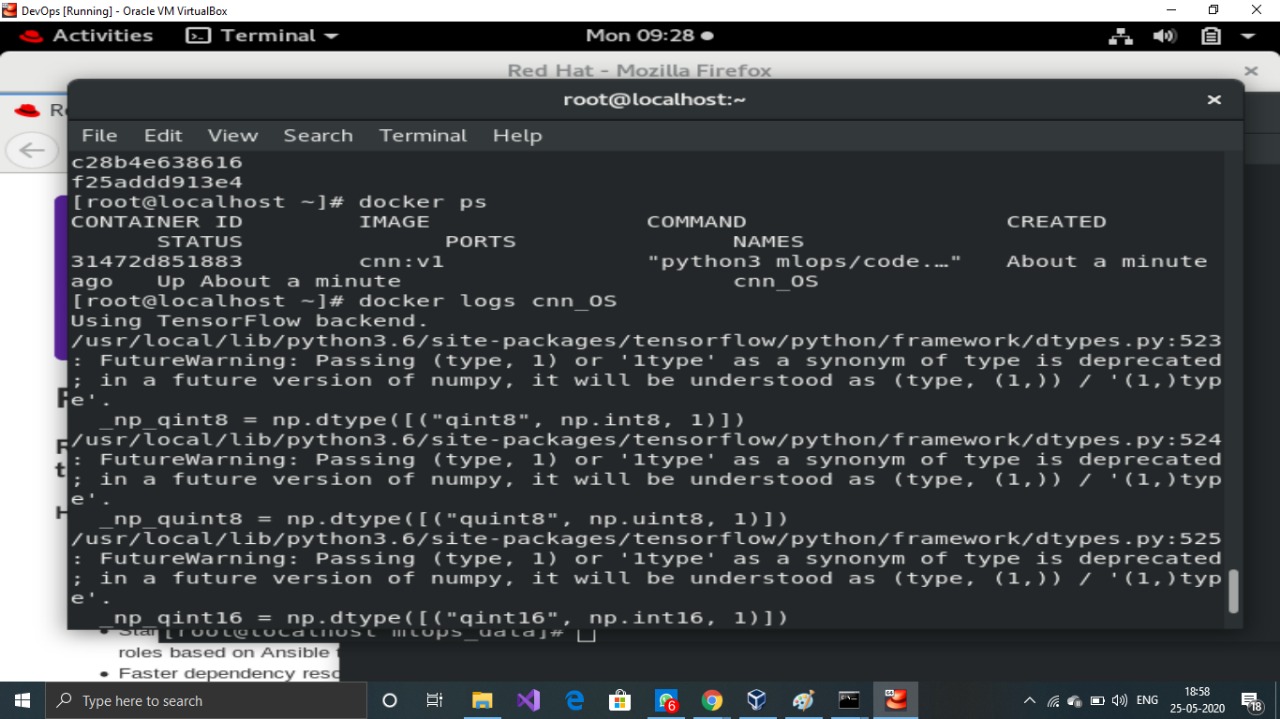 DevOps [Running] - Oracle VM VirtualBox
Activities Terminal Mon 09:28
Red Hat - Mozilla Firefox
root@localhost:~
File Edit View Search Terminal Help
c28b4e638616
f25addd913e4
[root@localhost ~]# docker ps
CONTAINER ID IMAGE COMMAND CREATED
STATUS PORTS NAMES
31472d851883 cnn:v1 "python3 mlops/code.…" About a minute
ago Up About a minute cnn_OS
[root@localhost ~]# docker logs cnn_OS
Using TensorFlow backend.
/usr/local/lib/python3.6/site-packages/tensorflow/python/framework/dtypes.py:523
: FutureWarning: Passing (type, 1) or '1type' as a synonym of type is deprecated
; in a future version of numpy, it will be understood as (type, (1,)) / '(1,)typ
e'.
_np_qint8 = np.dtype([("qint8", np.int8, 1)])
/usr/local/lib/python3.6/site-packages/tensorflow/python/framework/dtypes.py:524
: FutureWarning: Passing (type, 1) or '1type' as a synonym of type is deprecated
; in a future version of numpy, it will be understood as (type, (1,)) / '(1,)typ
e'.
_np_quint8 = np.dtype([("quint8", np.uint8, 1)])
/usr/local/lib/python3.6/site-packages/tensorflow/python/framework/dtypes.py:525
: FutureWarning: Passing (type, 1) or '1type' as a synonym of type is deprecated
; in a future version of numpy, it will be understood as (type, (1,)) / '(1,)typ
e'.
_np_qint16 = np.dtype([("qint16", np.int16, 1)])
[root@localhost mlops_data]#
roles based on Ansible
Faster dependency
Type here to search
6
ENG
18:58
25-05-2020
18